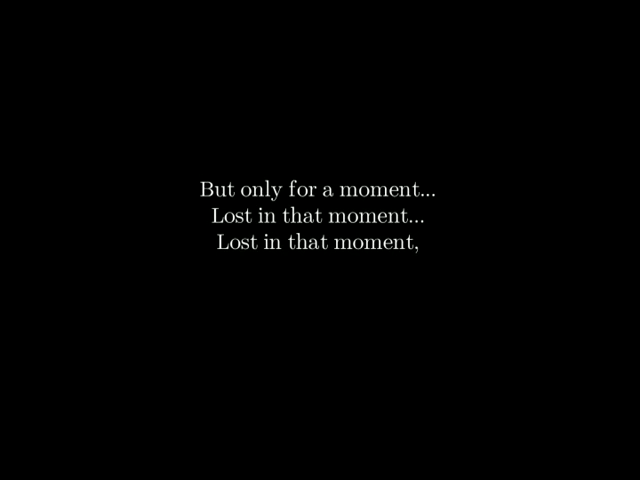 But only for a moment...
Lost in that moment...
Lost in that moment,